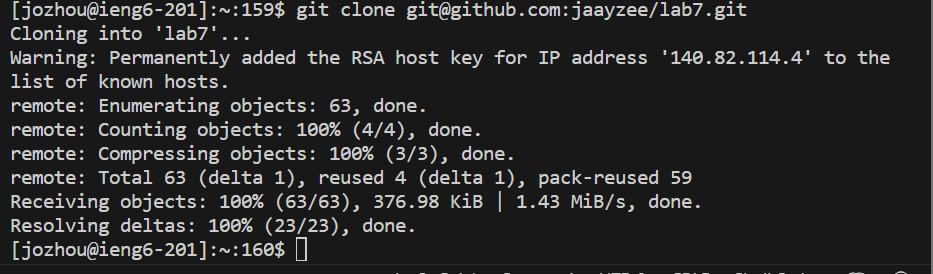 [jozhou@ieng6-201]:~:159$ git clone git@github.com:jaayzee/lab7.git
Cloning into 'lab7'...
Warning: Permanently added the RSA host key for IP address '140.82.114.4' to the
list of known hosts.
remote: Enumerating objects: 63, done.
remote: Counting objects: 100% (4/4), done.
remote: Compressing objects: 100% (3/3), done.
remote: Total 63 (delta 1), reused 4 (delta 1), pack-reused 59
Receiving objects: 100% (63/63), 376.98 KiB | 1.43 MiB/s, done.
Resolving deltas: 100% (23/23), done.
[jozhou@ieng6-201]:~:160$